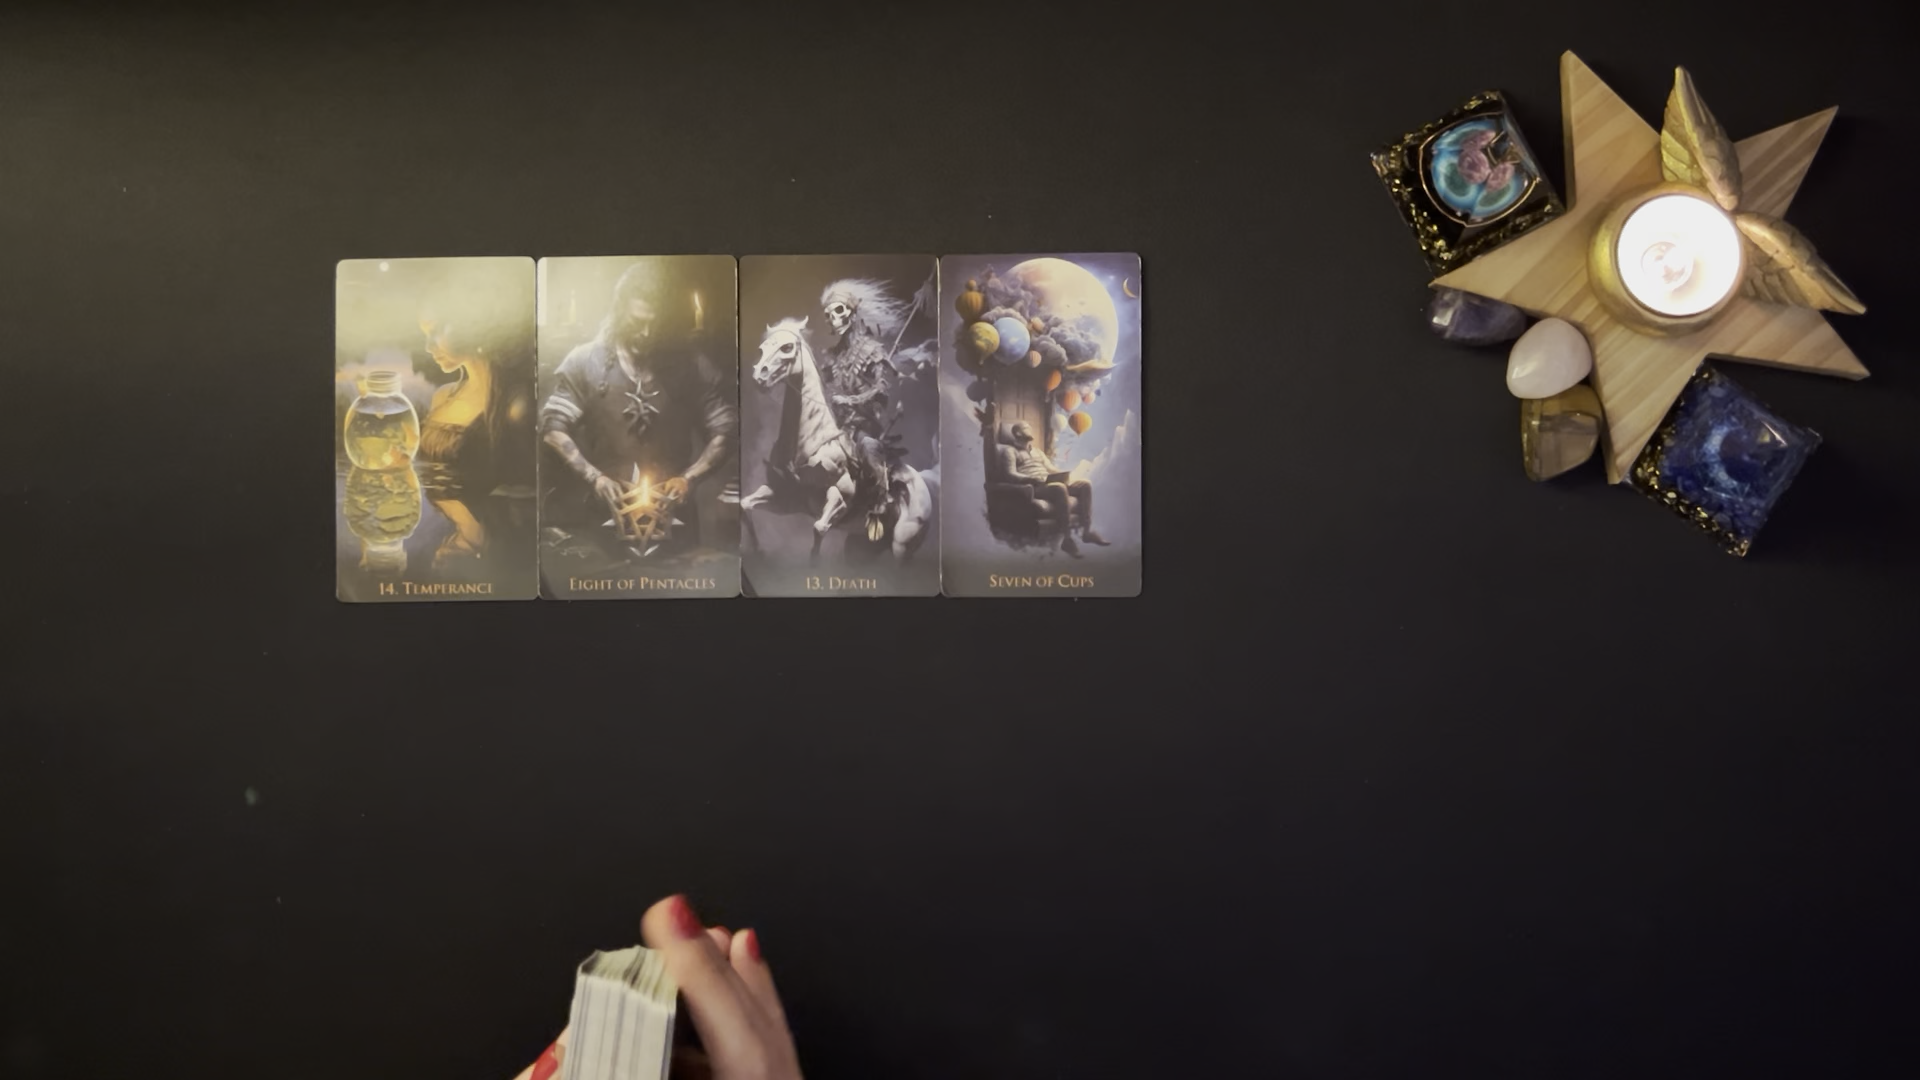 14. Temperance
Eight of Pentacles
13. Death
Seven of Cups